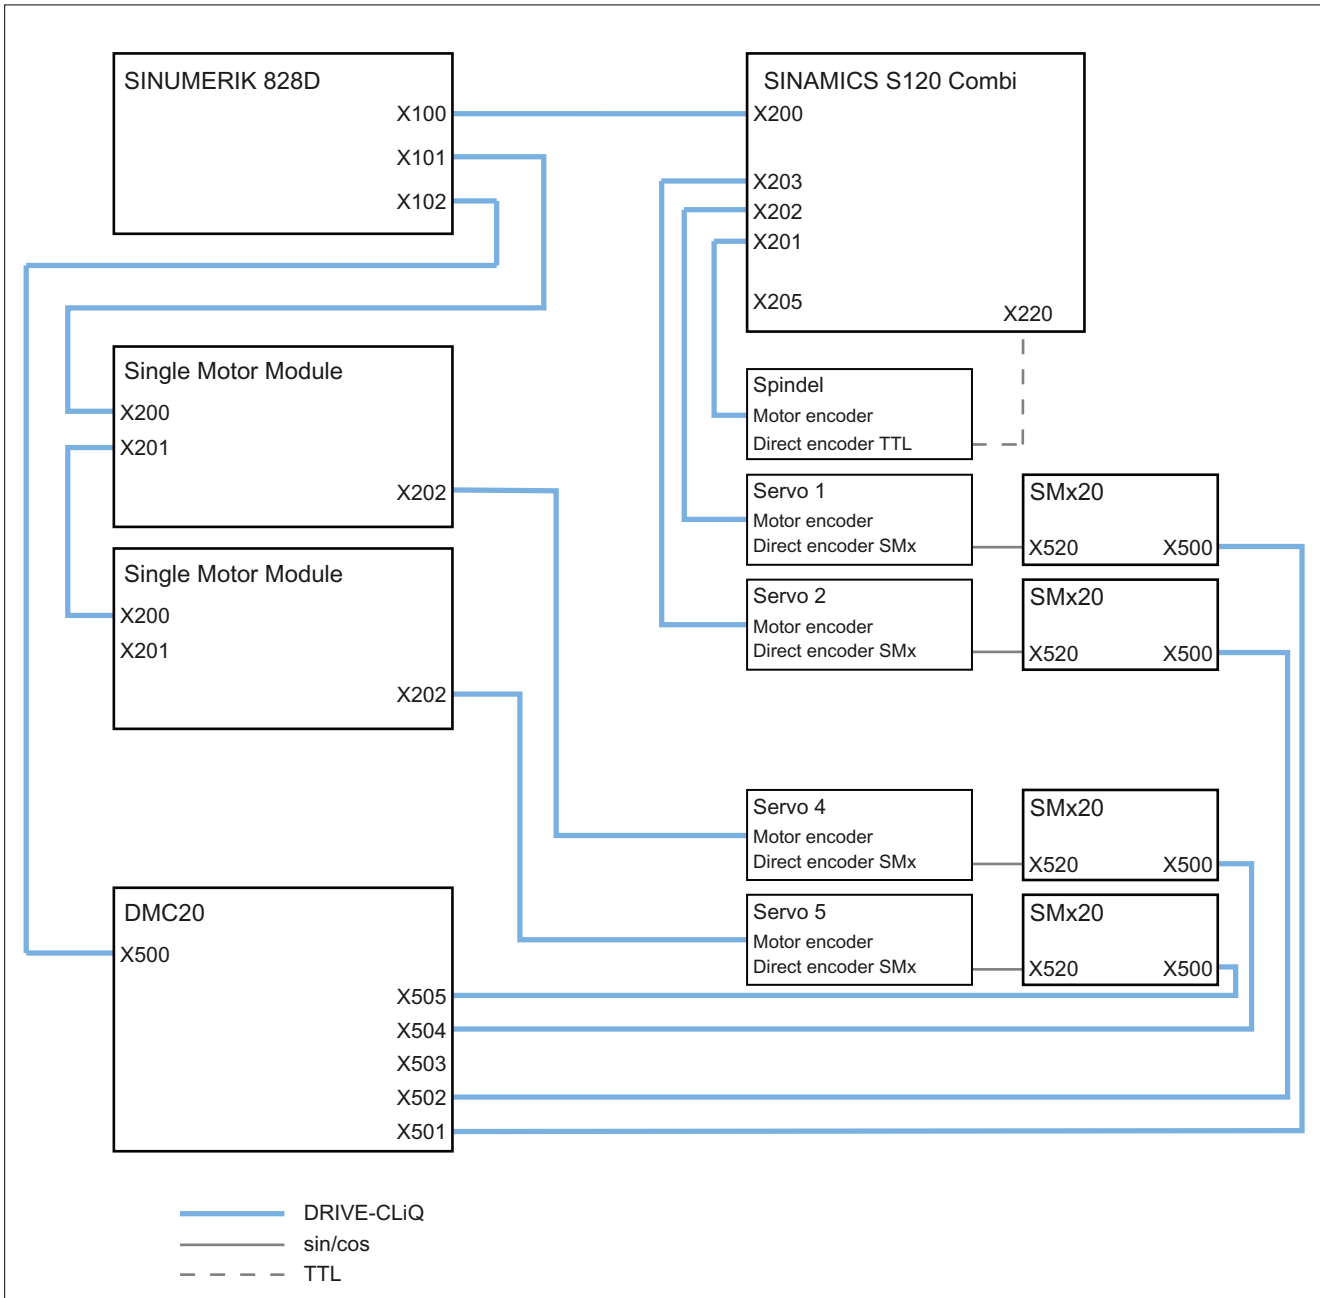 SINUMERIK 828D
X100
X101
X102
SINAMICS S120 Combi
X200
X203
X202
X201
X205
X220
Single Motor Module
X200
X201
X202
Single Motor Module
X200
X201
X202
Spindel
Motor encoder
Direct encoder TTL
Servo 1
Motor encoder
Direct encoder SMx
SMx20
X520 X500
Servo 2
Motor encoder
Direct encoder SMx
SMx20
X520 X500
Servo 4
Motor encoder
Direct encoder SMx
SMx20
X520 X500
Servo 5
Motor encoder
Direct encoder SMx
SMx20
X520 X500
DMC20
X500
X505
X504
X503
X502
X501
DRIVE-CLiQ
sin/cos
TTL